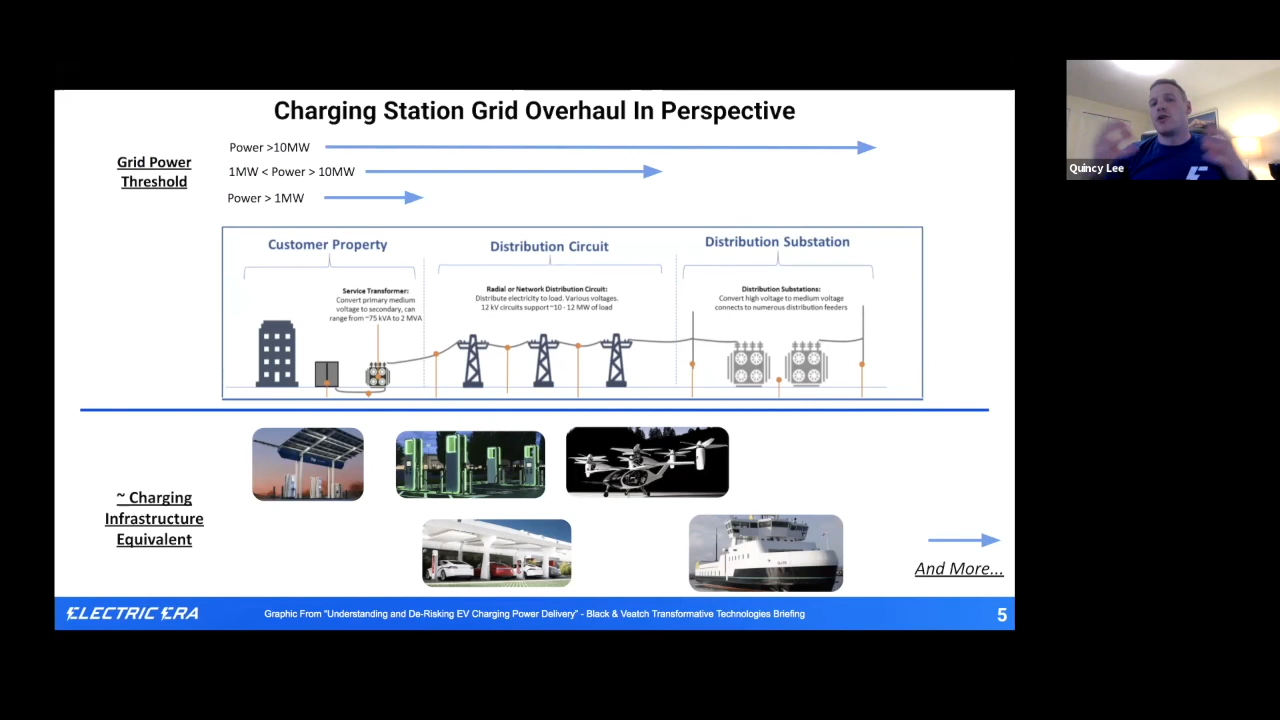 Charging Station Grid Overhaul In Perspective
Grid Power
Threshold
Power >10MW
1MW < Power > 10MW
Power > 1MW
Customer Property
Distribution Circuit
Distribution Substation
Service Transformer:
Convert primary medium
voltage to secondary, can
range from ~75 kVA to 2 MVA
Radial or Network Distribution Circuit:
Distribute electricity to load. Various voltages.
12 kV circuits support ~10 - 12 MW of load
Distribution Substations:
Convert high voltage to medium voltage
connects to numerous distribution feeders
~ Charging
Infrastructure
Equivalent
And More...
ELECTRIC ERA
Graphic From "Understanding and De-Risking EV Charging Power Delivery" - Black & Veatch Transformative Technologies Briefing
5
Quincy Lee